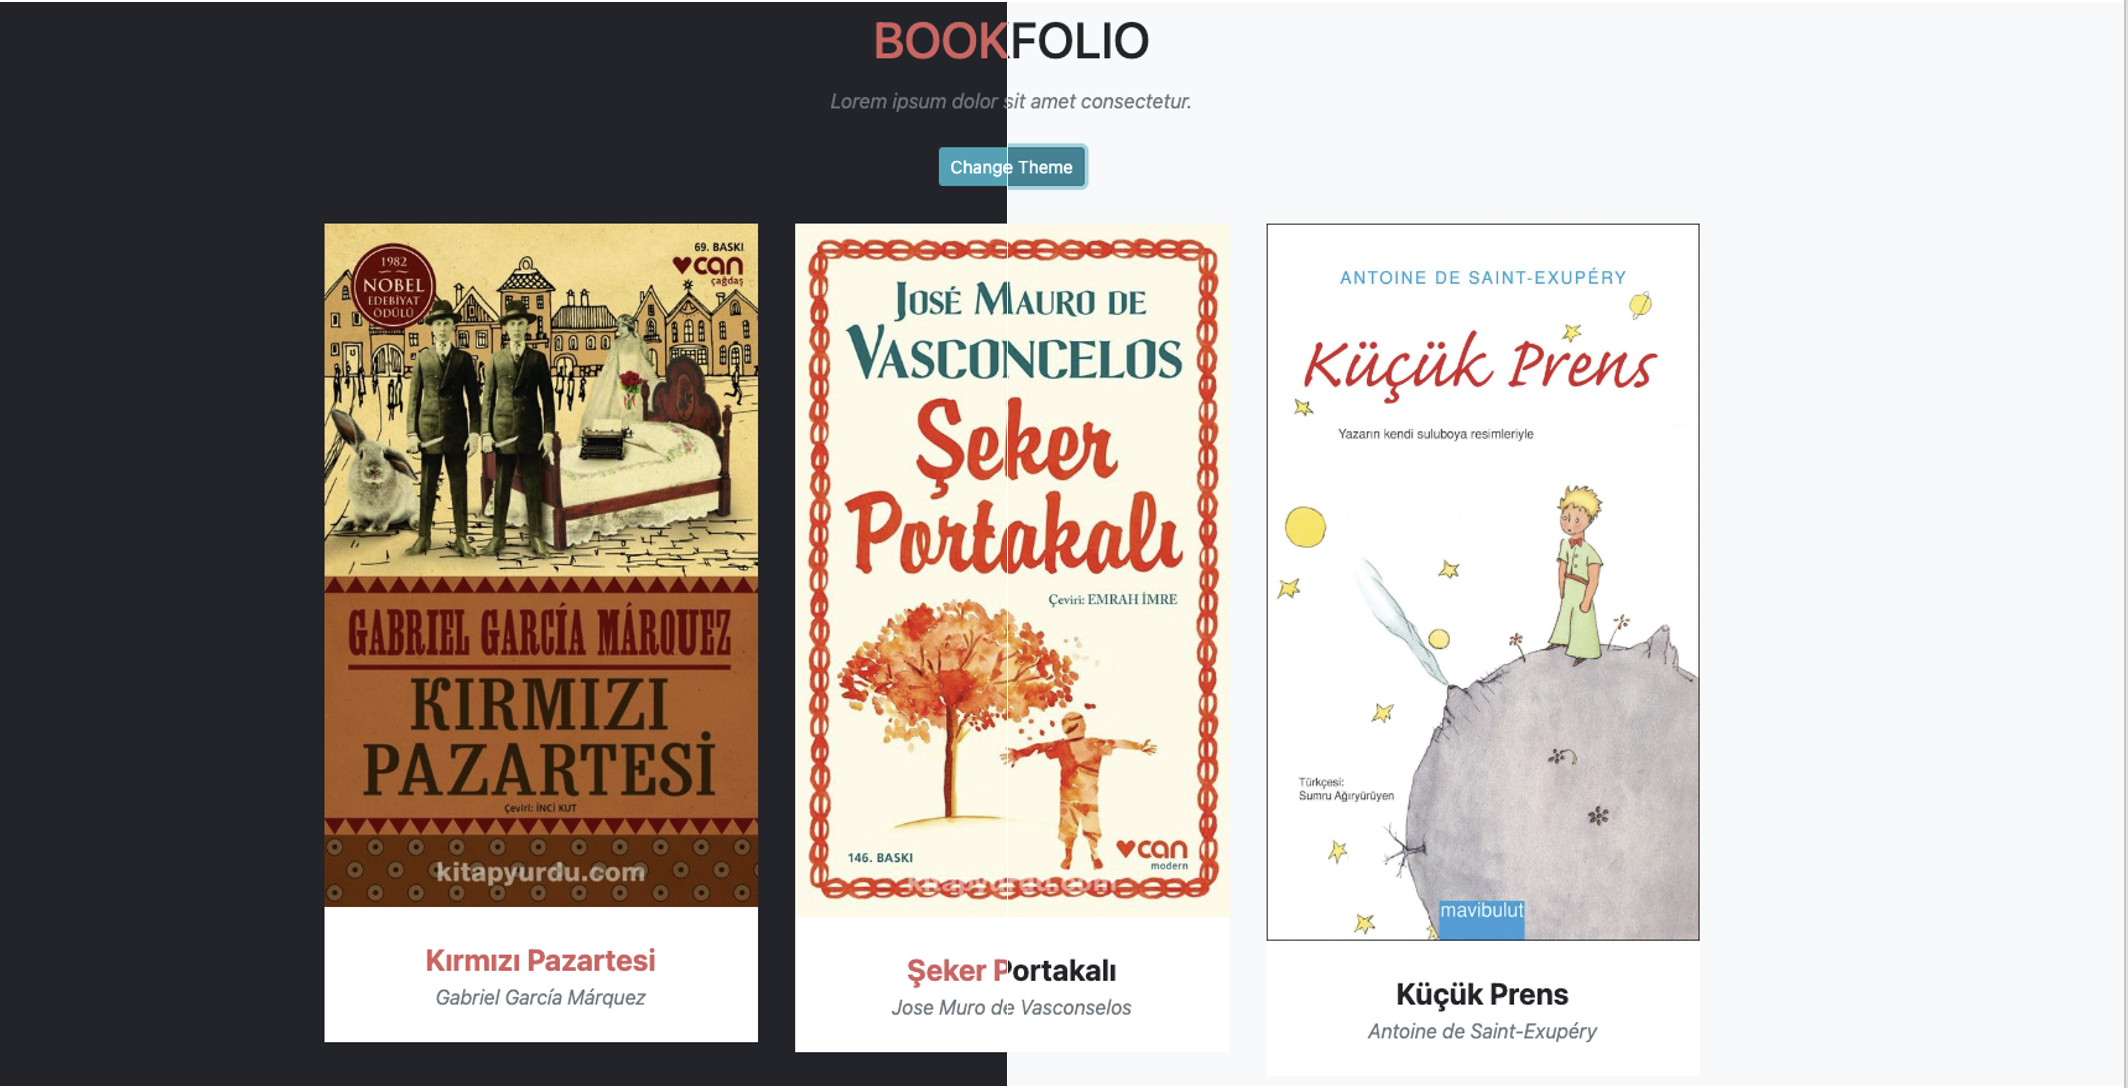 BOOKFOLIO
Lorem ipsum dolor sit amet consectetur.
Change Theme
1982
NOBEL
EDEBİYAT
ÖDÜLÜ
69. BASKI
can
çağdaş
GABRIEL GARCÍA MÁRQUEZ
KIRMIZI
PAZARTESİ
Çeviri: İNCİ KUT
kitapyurdu.com
Kırmızı Pazartesi
Gabriel García Márquez
JOSÉ MAURO DE
VASCONCELOS
Şeker
Portakalı
Çeviri: EMRAH İMRE
146. BASKI
can
modern
kitapyurdu.com
Şeker Portakalı
Jose Muro de Vasconselos
ANTOINE DE SAINT-EXUPÉRY
Küçük Prens
Yazarın kendi suluboya resimleriyle
Türkçesi:
Sumru Ağıryürüyen
mavibulut
Küçük Prens
Antoine de Saint-Exupéry